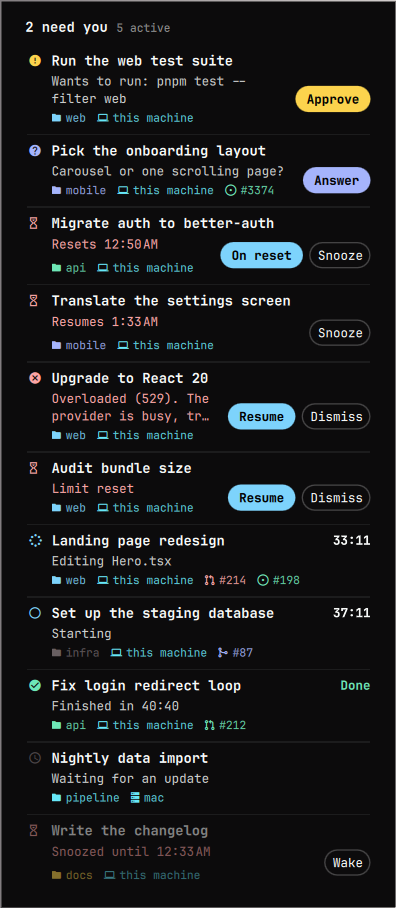 2 need you 5 active
Run the web test suite
Wants to run: pnpm test --
filter web
Approve
web this machine
Pick the onboarding layout
Carousel or one scrolling page?
Answer
mobile this machine #3374
Migrate auth to better-auth
Resets 12:50 AM
On reset Snooze
api this machine
Translate the settings screen
Resumes 1:33 AM
Snooze
mobile this machine
Upgrade to React 20
Overloaded (529). The
provider is busy, tr…
Resume Dismiss
web this machine
Audit bundle size
Limit reset
Resume Dismiss
web this machine
Landing page redesign 33:11
Editing Hero.tsx
web this machine #214 #198
Set up the staging database 37:11
Starting
infra this machine #87
Fix login redirect loop Done
Finished in 40:40
api this machine #212
Nightly data import
Waiting for an update
pipeline mac
Write the changelog
Snoozed until 12:33 AM
Wake
docs this machine